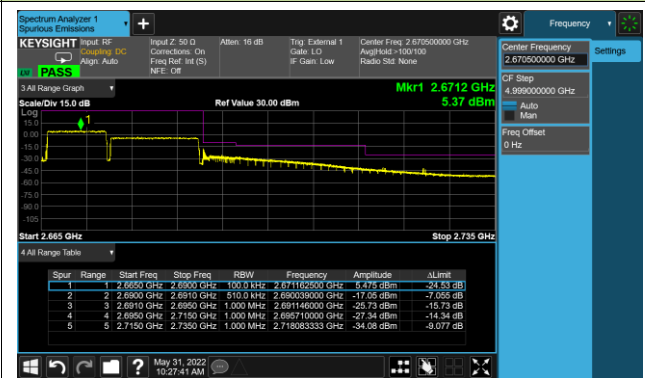 Spectrum Analyzer 1
Spurious Emissions
Frequency
KEYSIGHT
Input: RF
Coupling: DC
Align: Auto
Input Z: 50 Ω
Corrections: On
Freq Ref: Int (S)
NFE: Off
Atten: 16 dB
Trig: External 1
Gate: LO
IF Gain: Low
Center Freq: 2.670500000 GHz
Avg|Hold:>100/100
Radio Std: None
PASS
Center Frequency
2.670500000 GHz
Settings
CF Step
4.999000000 GHz
Auto
Man
Freq Offset
0 Hz
3 All Range Graph
Mkr1 2.6712 GHz
5.37 dBm
Scale/Div 15.0 dB
Ref Value 30.00 dBm
Log
1
15.0
0.00
-15.0
-30.0
-45.0
-60.0
-75.0
-90.0
-105
Start 2.665 GHz
Stop 2.735 GHz
4 All Range Table
Spur Range Start Freq Stop Freq RBW Frequency Amplitude ΔLimit
1 1 2.6650 GHz 2.6900 GHz 100.0 kHz 2.671162500 GHz 5.475 dBm -24.53 dB
2 2 2.6900 GHz 2.6910 GHz 510.0 kHz 2.690039000 GHz -17.05 dBm -7.055 dB
3 3 2.6910 GHz 2.6950 GHz 1.000 MHz 2.691146000 GHz -25.73 dBm -15.73 dB
4 4 2.6950 GHz 2.7150 GHz 1.000 MHz 2.695710000 GHz -27.34 dBm -14.34 dB
5 5 2.7150 GHz 2.7350 GHz 1.000 MHz 2.718083333 GHz -34.08 dBm -9.077 dB
May 31, 2022
10:27:41 AM